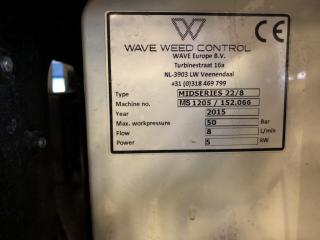 WAVE WEED CONTROL
WAVE Europe B.V.
Turbinestraat 16a
NL-3903 LW Veenendaal
+31 (0)318 469 799
Type MIDSERIES 22/8
Machine no. MS 1205 / 152.066
Year 2015
Max. workpressure 50 Bar
Flow 8 L/min
Power 5 kW